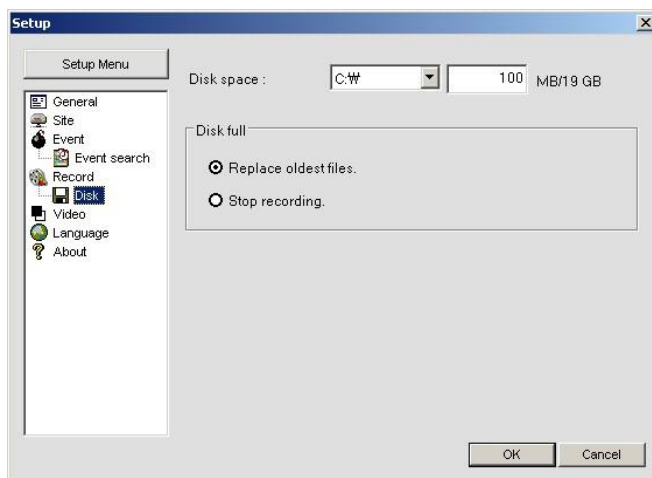 Setup
Setup Menu
General
Site
Event
Event search
Record
Disk
Video
Language
About
Disk space :
C:₩
100
MB/19 GB
Disk full
Replace oldest files.
Stop recording.
OK
Cancel